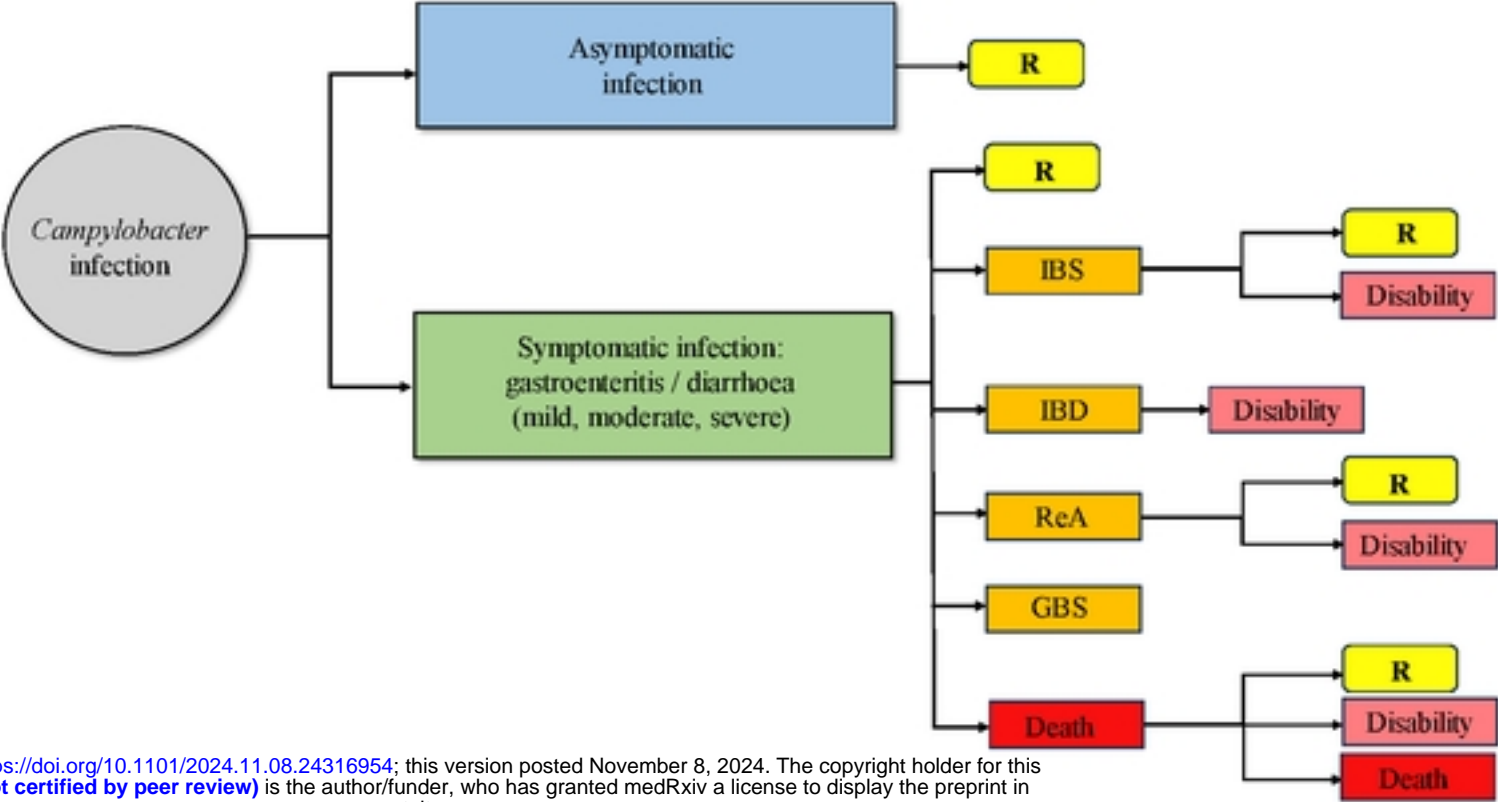 Asymptomatic
infection
R
Campylobacter
infection
Symptomatic infection:
gastroenteritis / diarrhoea
(mild, moderate, severe)
R
IBS
R
Disability
IBD
Disability
ReA
R
Disability
GBS
Death
R
Disability
Death
ps://doi.org/10.1101/2024.11.08.24316954; this version posted November 8, 2024. The copyright holder for this
t certified by peer review) is the author/funder, who has granted medRxiv a license to display the preprint in